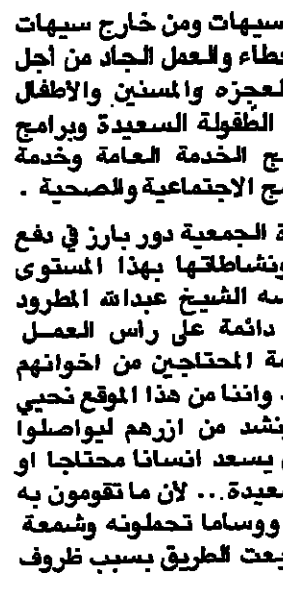 سيهات ومن خارج سيهات
عطاء والعمل الجاد من أجل
لعجزه والمسنين والأطفال
الطفولة السعيدة وبرامج
ج الخدمة العامة وخدمة
مج الاجتماعية والصحية .
ة الجمعية دور بارز في دفع
ونشاطاتها بهذا المستوى
سه الشيخ عبدالله المطرود
دائمة على رأس العمل
مة المحتاجين من اخوانهم
، واننا من هذا الموقع نحيي
نشد من ازرهم ليواصلوا
م يسعد انسانا محتاجا او
سعيدة... لأن ما تقومون به
ووساما تحملونه وشمعة
يعت الطريق بسبب ظروف